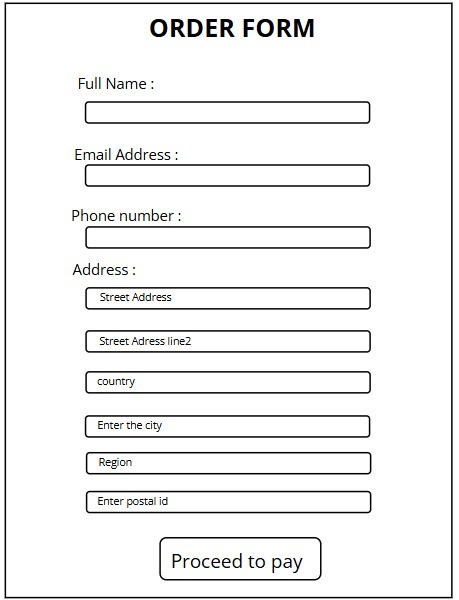 ORDER FORM
Full Name :
Email Address :
Phone number :
Address :
Street Address
Street Adress line2
country
Enter the city
Region
Enter postal id
Proceed to pay